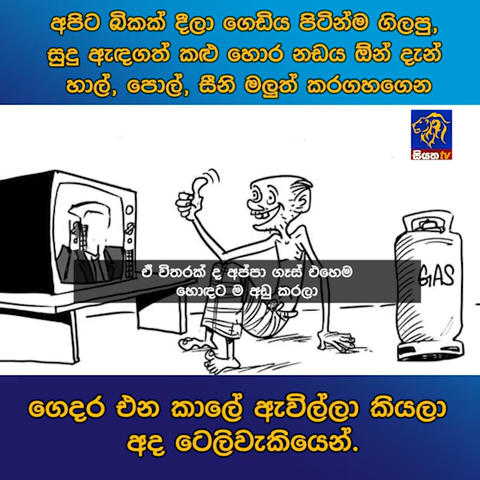 අපිට බිකක් දීලා ගෙඩිය පිටින්ම ගිලපු,
සුදු ඇඳගත් කළු හොර නඩය ඕන් දැන්
හාල්, පොල්, සීනි මලුත් කරගහගෙන
සියත tv
ඒ විතරක් ද අප්පා ගෑස් එහෙම
හොඳට ම අඩු කරලා
GAS
ගෙදර එන කාලේ ඇවිල්ලා කියලා
අද ටෙලිවැකියෙන්.